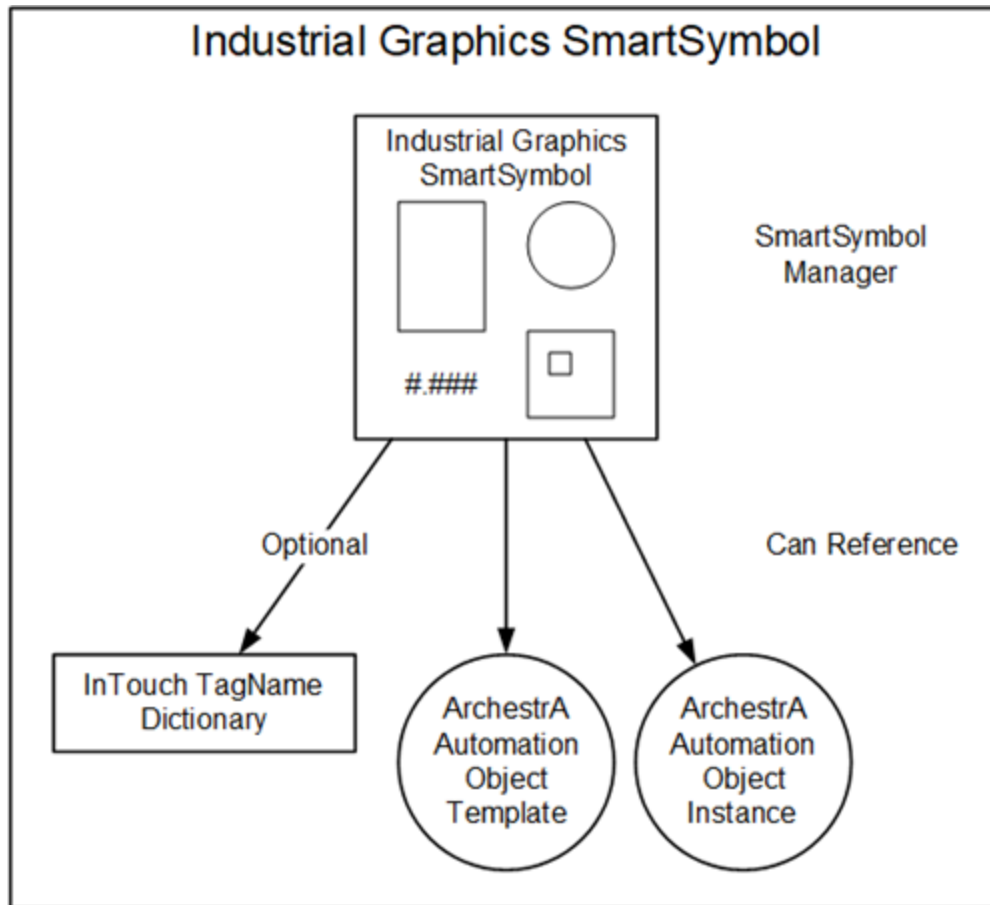 Industrial Graphics SmartSymbol
Industrial Graphics
SmartSymbol
SmartSymbol
Manager
#.###
Optional
Can Reference
InTouch TagName
Dictionary
ArchestrA
Automation
Object
Template
ArchestrA
Automation
Object
Instance